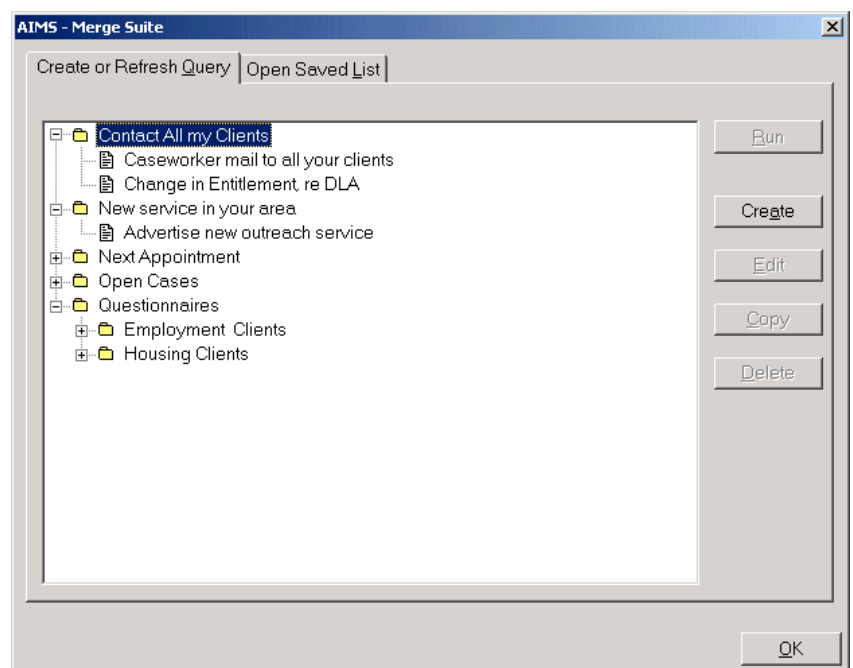 AIMS - Merge Suite
Create or Refresh Query
Open Saved List
Contact All my Clients
Caseworker mail to all your clients
Change in Entitlement, re DLA
New service in your area
Advertise new outreach service
Next Appointment
Open Cases
Questionnaires
Employment Clients
Housing Clients
Run
Create
Edit
Copy
Delete
OK